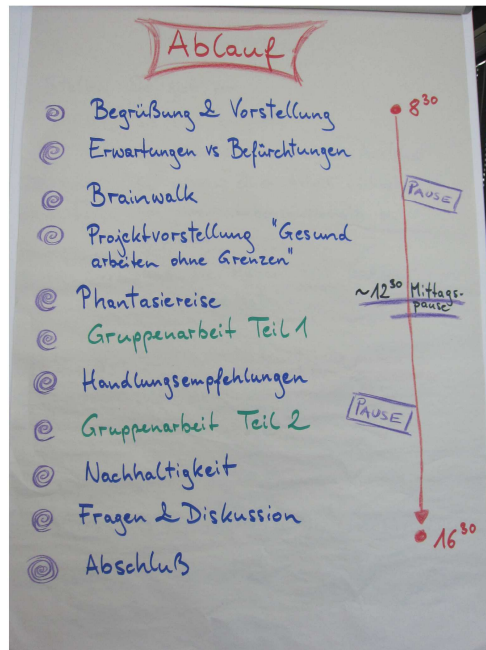 Ablauf
Begrüßung & Vorstellung
Erwartungen vs Befürchtungen
Brainwalk
Projektvorstellung "Gesund
arbeiten ohne Grenzen"
Phantasiereise
Gruppenarbeit Teil 1
Handlungsempfehlungen
Gruppenarbeit Teil 2
Nachhaltigkeit
Fragen & Diskussion
Abschluß
8³⁰
PAUSE
~12³⁰ Mittags-
pause
PAUSE
16³⁰